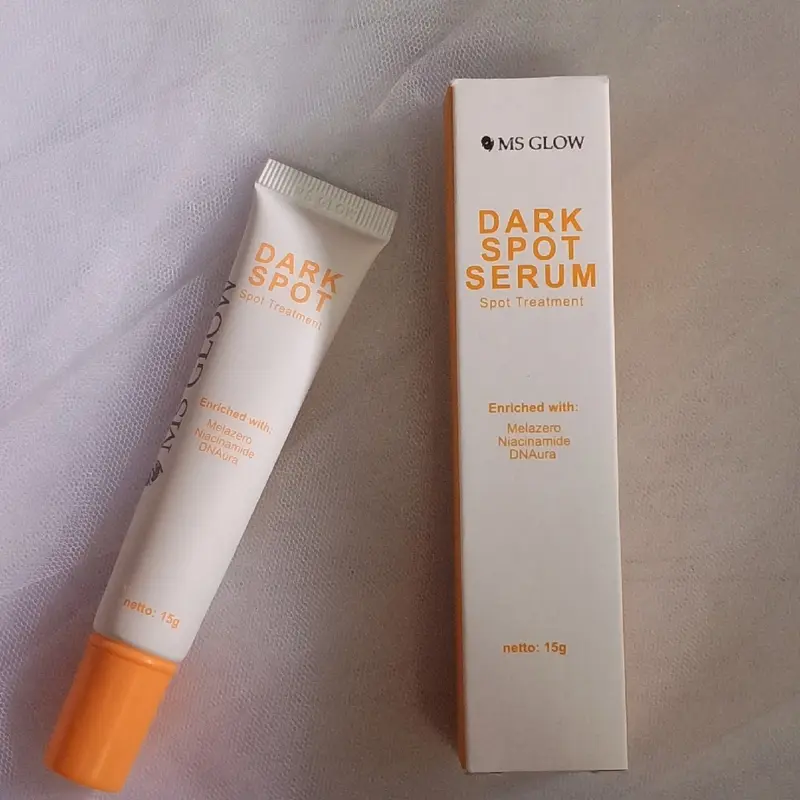 DARK
SPOT
Spot Treatment
MS GLOW
Enriched with:
Melazero
Niacinamide
DNAura
netto: 15g
MS GLOW
DARK
SPOT
SERUM
Spot Treatment
Enriched with:
Melazero
Niacinamide
DNAura
netto: 15g